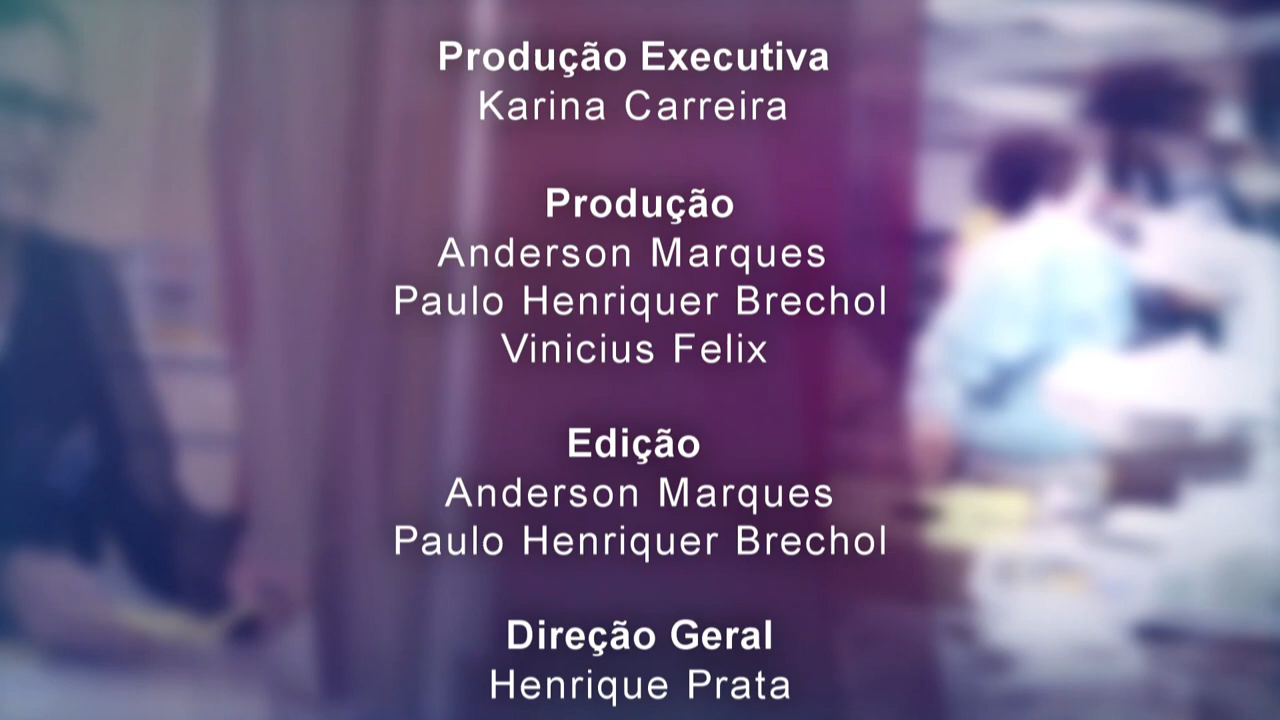 Produção Executiva
Karina Carreira
Produção
Anderson Marques
Paulo Henriquer Brechol
Vinicius Felix
Edição
Anderson Marques
Paulo Henriquer Brechol
Direção Geral
Henrique Prata